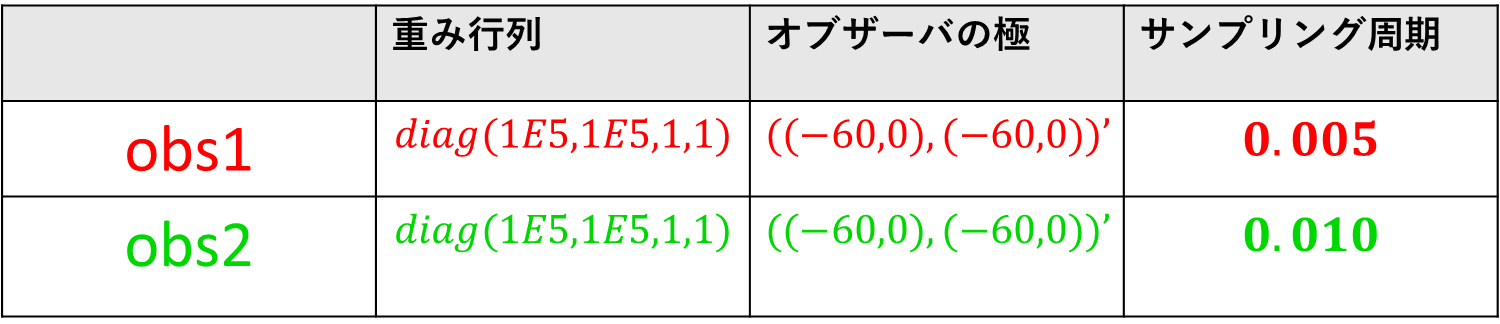 重み行列 オブザーバの極 サンプリング周期
obs1 diag(1E5,1E5,1,1) ((−60,0),(−60,0))’ 0.005
obs2 diag(1E5,1E5,1,1) ((−60,0),(−60,0))’ 0.010